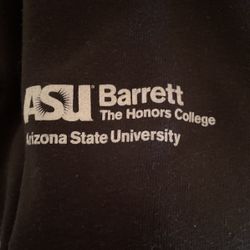 ASU Barrett
The Honors College
Arizona State University